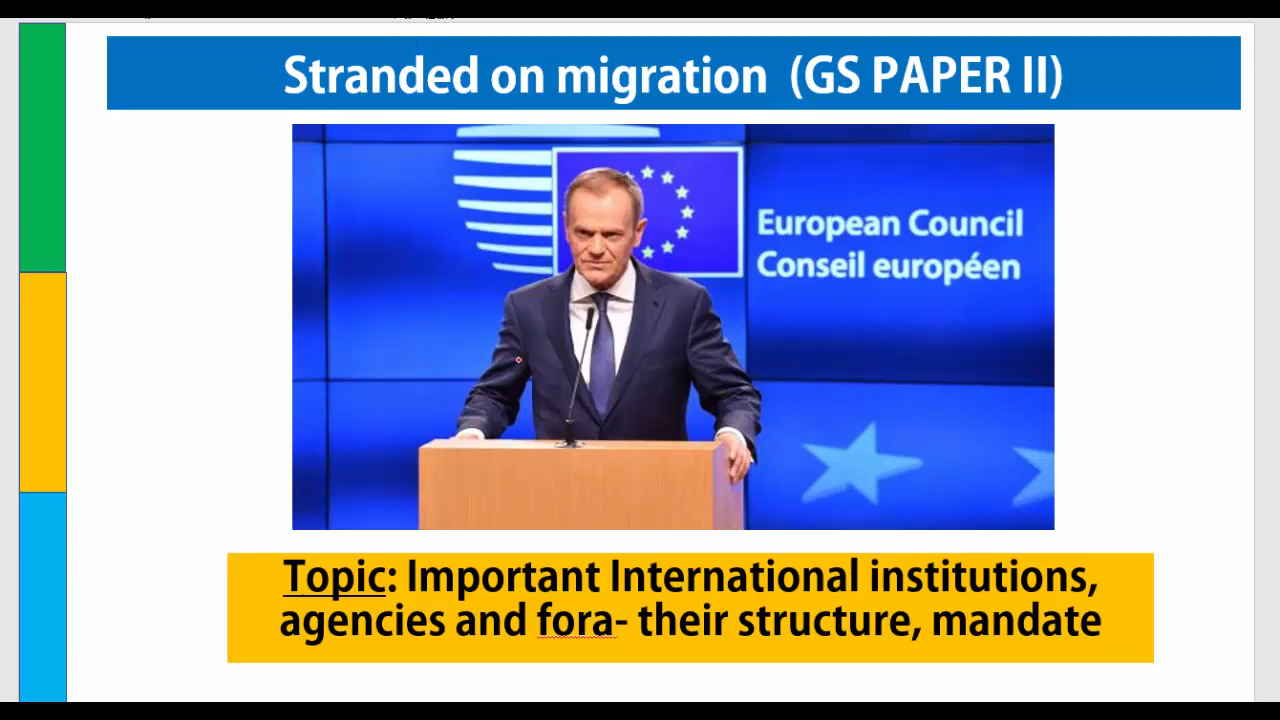 Stranded on migration (GS PAPER II)
European Council
Conseil européen
Topic: Important International institutions,
agencies and fora- their structure, mandate